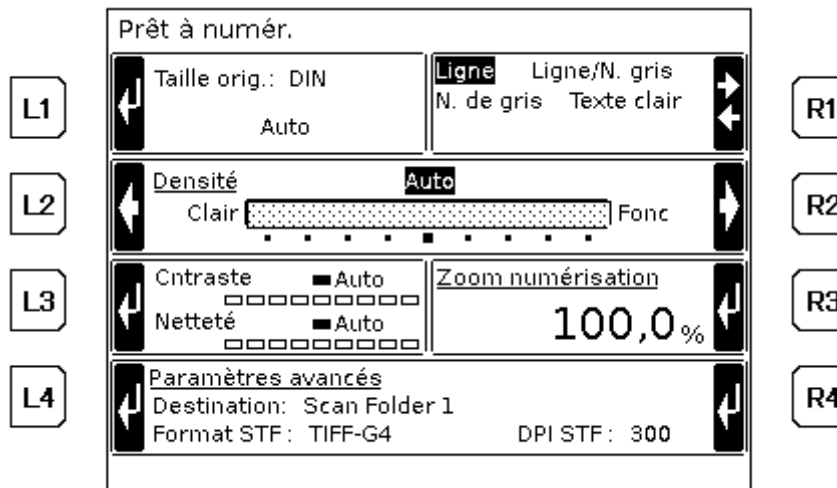 Prêt à numér.
L1
Taille orig.: DIN
Auto
Ligne Ligne/N. gris
N. de gris Texte clair
R1
L2
Densité Auto
Clair Fonc
R2
L3
Cntraste Auto
Netteté Auto
Zoom numérisation
100,0 %
R3
L4
Paramètres avancés
Destination: Scan Folder 1
Format STF : TIFF-G4 DPI STF : 300
R4